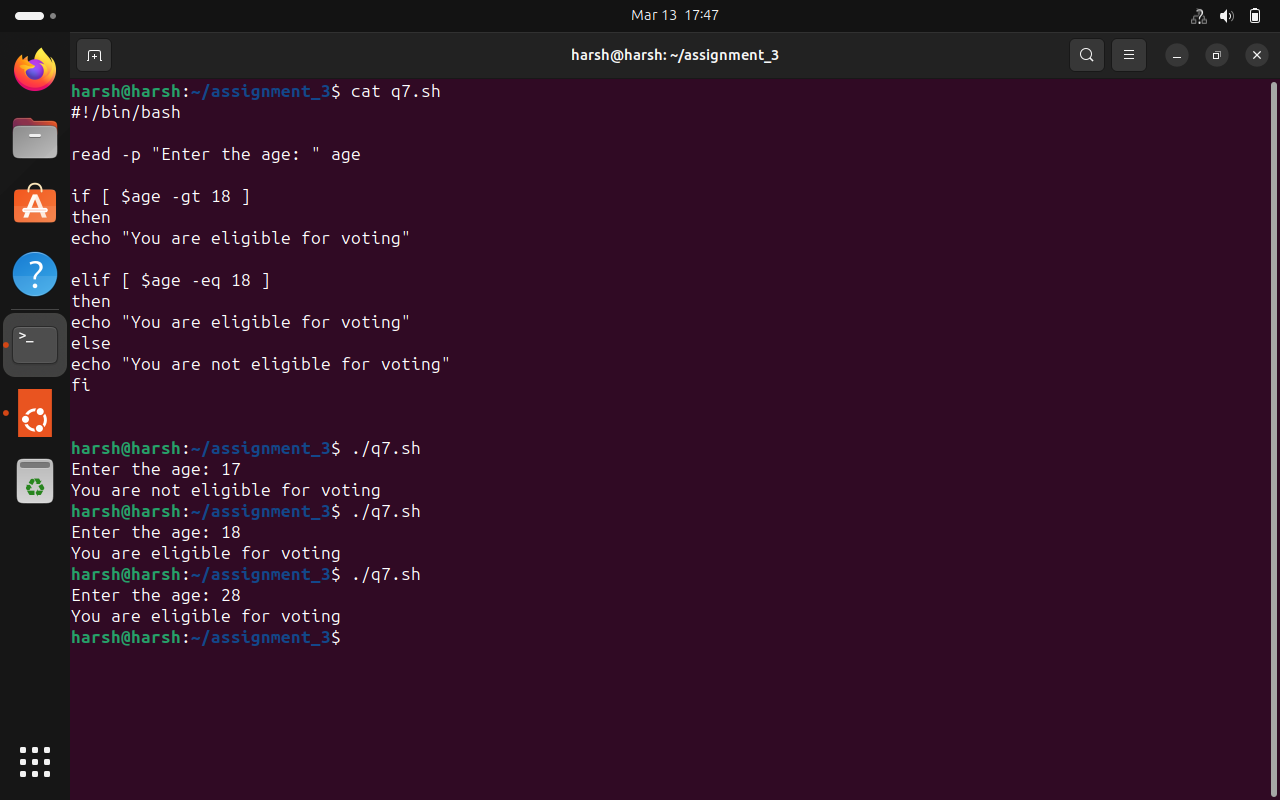 Mar 13 17:47
harsh@harsh: ~/assignment_3
harsh@harsh:~/assignment_3$ cat q7.sh
#!/bin/bash
read -p "Enter the age: " age
if [ $age -gt 18 ]
then
echo "You are eligible for voting"
elif [ $age -eq 18 ]
then
echo "You are eligible for voting"
else
echo "You are not eligible for voting"
fi
harsh@harsh:~/assignment_3$ ./q7.sh
Enter the age: 17
You are not eligible for voting
harsh@harsh:~/assignment_3$ ./q7.sh
Enter the age: 18
You are eligible for voting
harsh@harsh:~/assignment_3$ ./q7.sh
Enter the age: 28
You are eligible for voting
harsh@harsh:~/assignment_3$